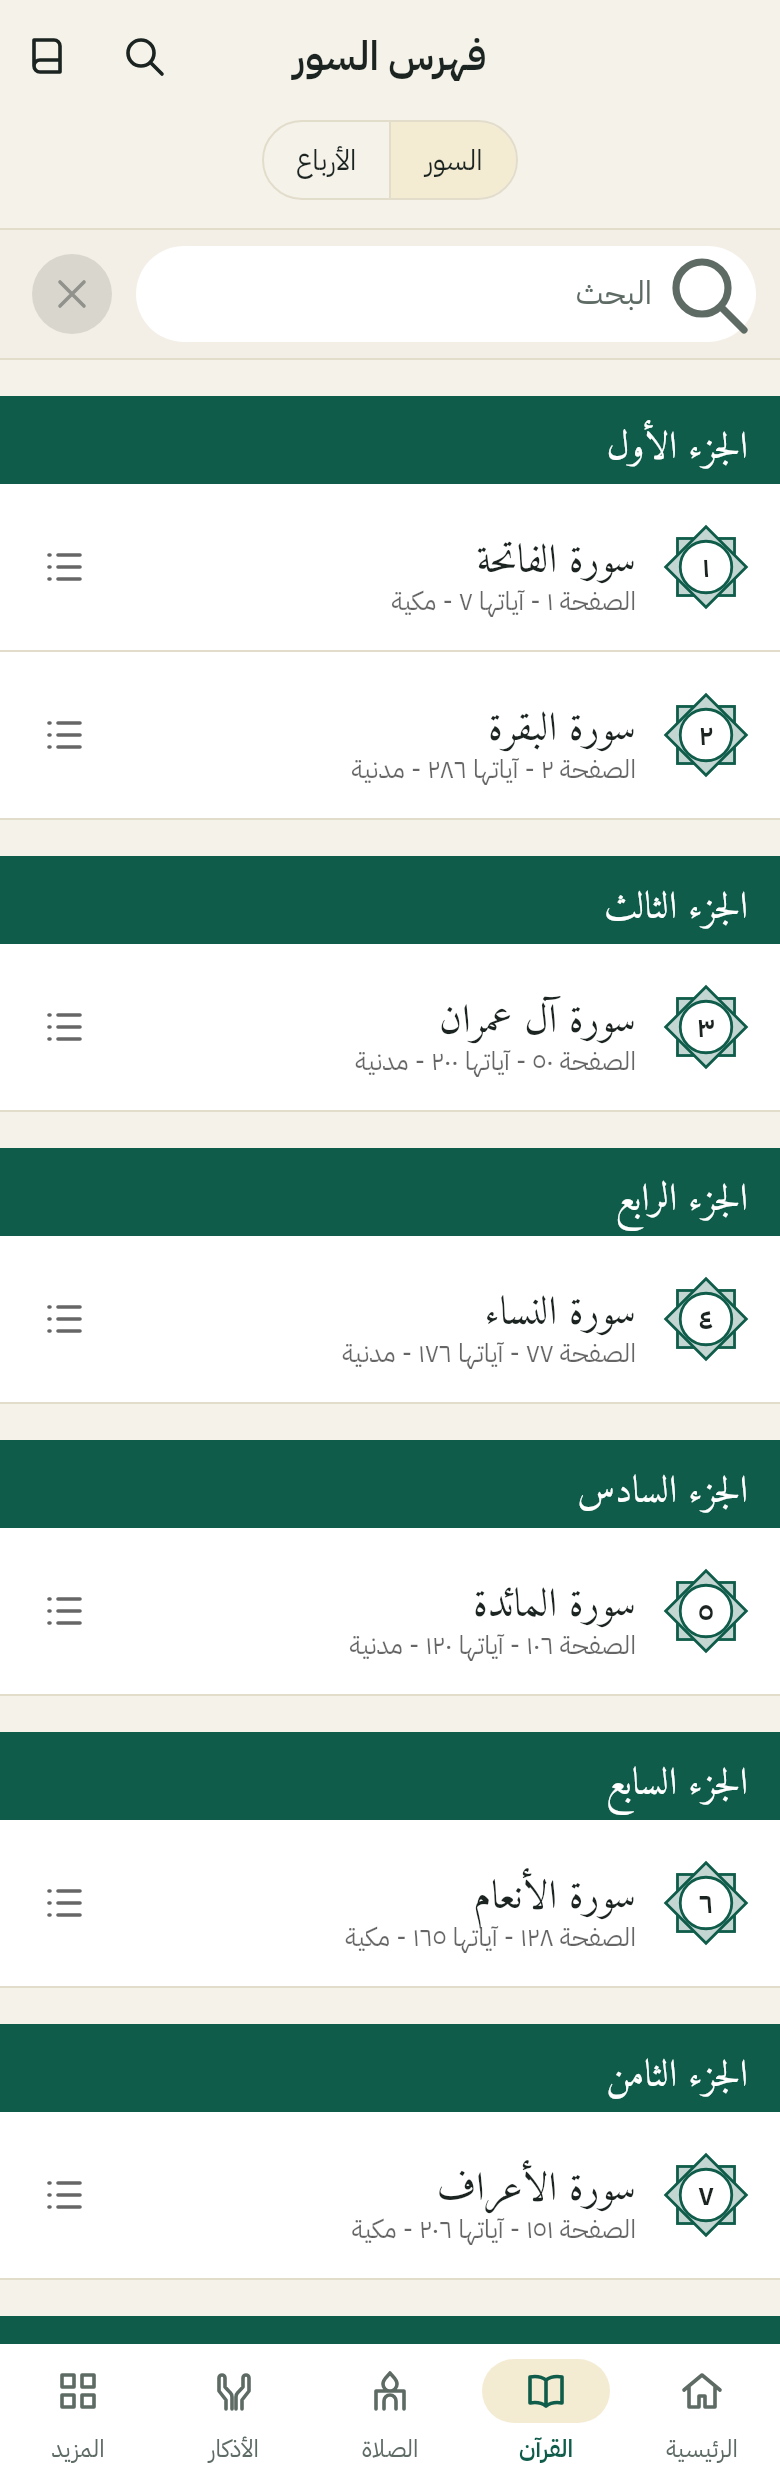 فهرس السور
السور
الأرباع
البحث
الجزء الأول
١
سورة الفاتحة
الصفحة ١ - آياتها ٧ - مكية
٢
سورة البقرة
الصفحة ٢ - آياتها ٢٨٦ - مدنية
الجزء الثالث
٣
سورة آل عمران
الصفحة ٥٠ - آياتها ٢٠٠ - مدنية
الجزء الرابع
٤
سورة النساء
الصفحة ٧٧ - آياتها ١٧٦ - مدنية
الجزء السادس
٥
سورة المائدة
الصفحة ١٠٦ - آياتها ١٢٠ - مدنية
الجزء السابع
٦
سورة الأنعام
الصفحة ١٢٨ - آياتها ١٦٥ - مكية
الجزء الثامن
٧
سورة الأعراف
الصفحة ١٥١ - آياتها ٢٠٦ - مكية
الرئيسية
القرآن
الصلاة
الأذكار
المزيد